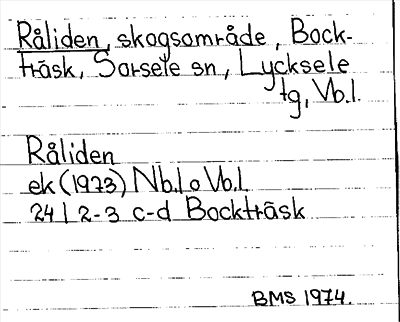 Råliden, skogsområde, Bock-
träsk, Sorsele sn, Lycksele
tg, Vb.l.
Råliden
ek (1973) Nb.l o Vb.l
24 I 2-3 c-d Bockträsk
BMS 1974.